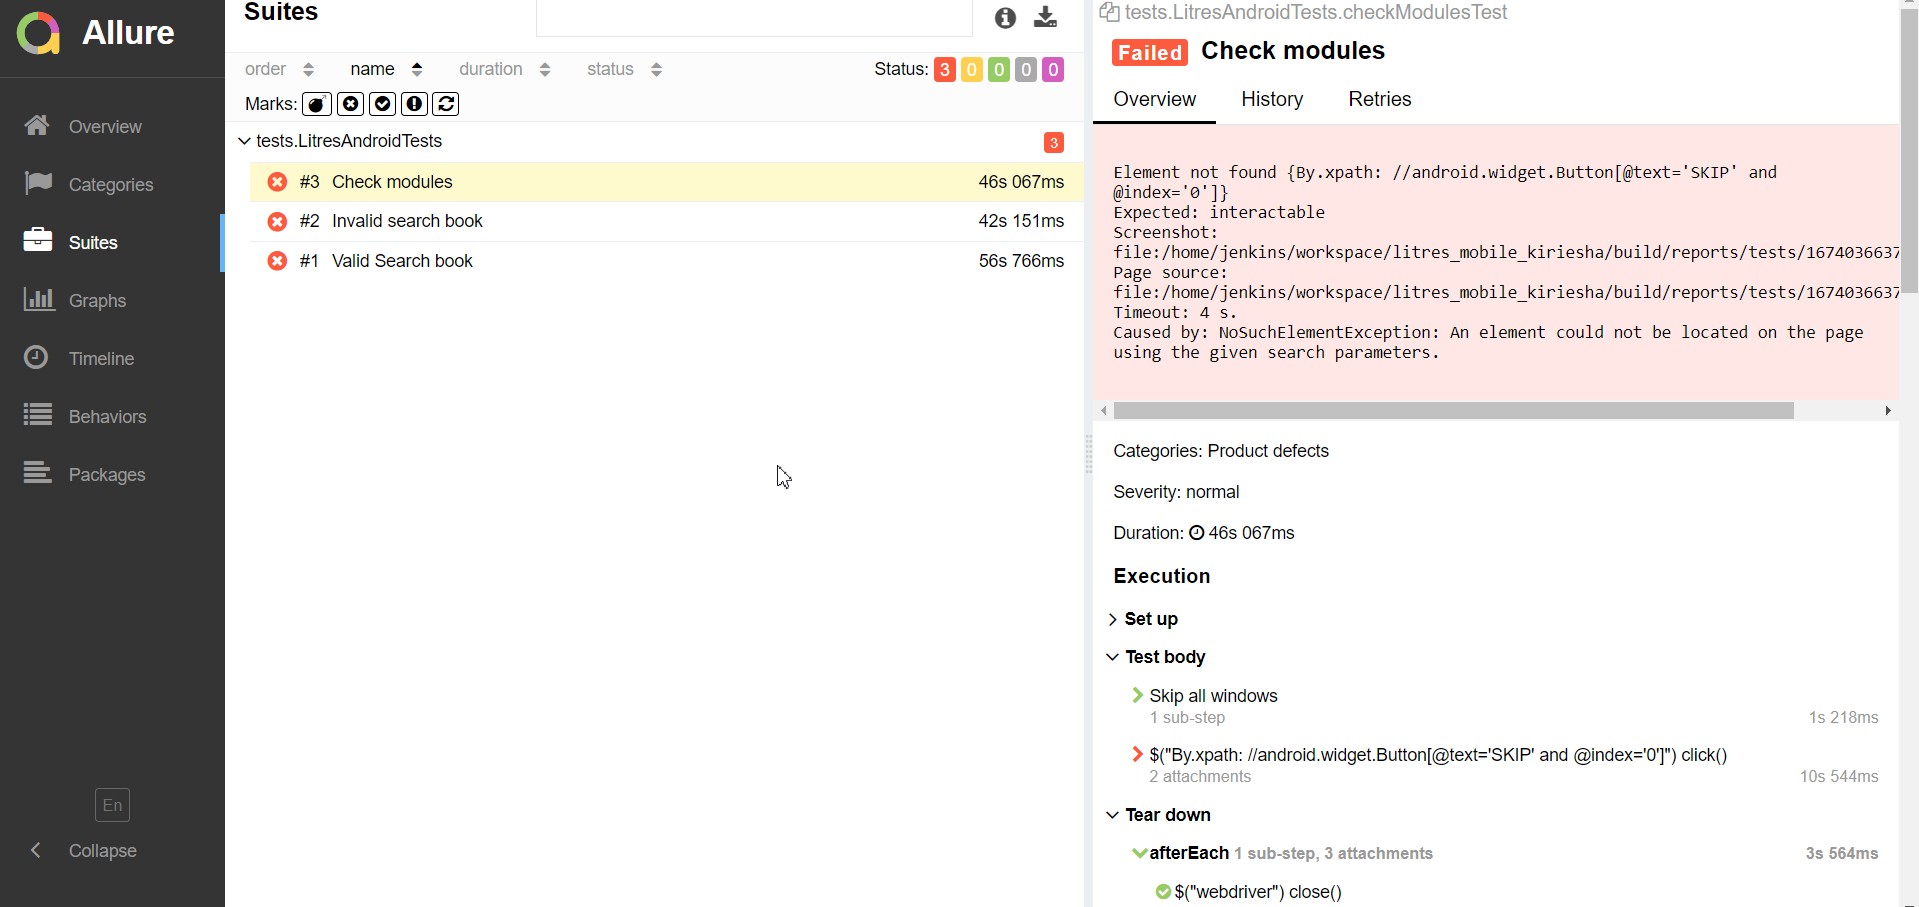 Allure
Overview
Categories
Suites
Graphs
Timeline
Behaviors
Packages
En
Collapse
Suites
order name duration status Status: 3 0 0 0 0
Marks:
tests.LitresAndroidTests 3
#3 Check modules 46s 067ms
#2 Invalid search book 42s 151ms
#1 Valid Search book 56s 766ms
tests.LitresAndroidTests.checkModulesTest
Failed Check modules
Overview History Retries
Element not found {By.xpath: //android.widget.Button[@text='SKIP' and
@index='0']}
Expected: interactable
Screenshot:
file:/home/jenkins/workspace/litres_mobile_kiriesha/build/reports/tests/1674036637
Page source:
file:/home/jenkins/workspace/litres_mobile_kiriesha/build/reports/tests/1674036637
Timeout: 4 s.
Caused by: NoSuchElementException: An element could not be located on the page
using the given search parameters.
Categories: Product defects
Severity: normal
Duration: 46s 067ms
Execution
Set up
Test body
Skip all windows
1 sub-step 1s 218ms
$("By.xpath: //android.widget.Button[@text='SKIP' and @index='0']") click()
2 attachments 10s 544ms
Tear down
afterEach 1 sub-step, 3 attachments 3s 564ms
$("webdriver") close()